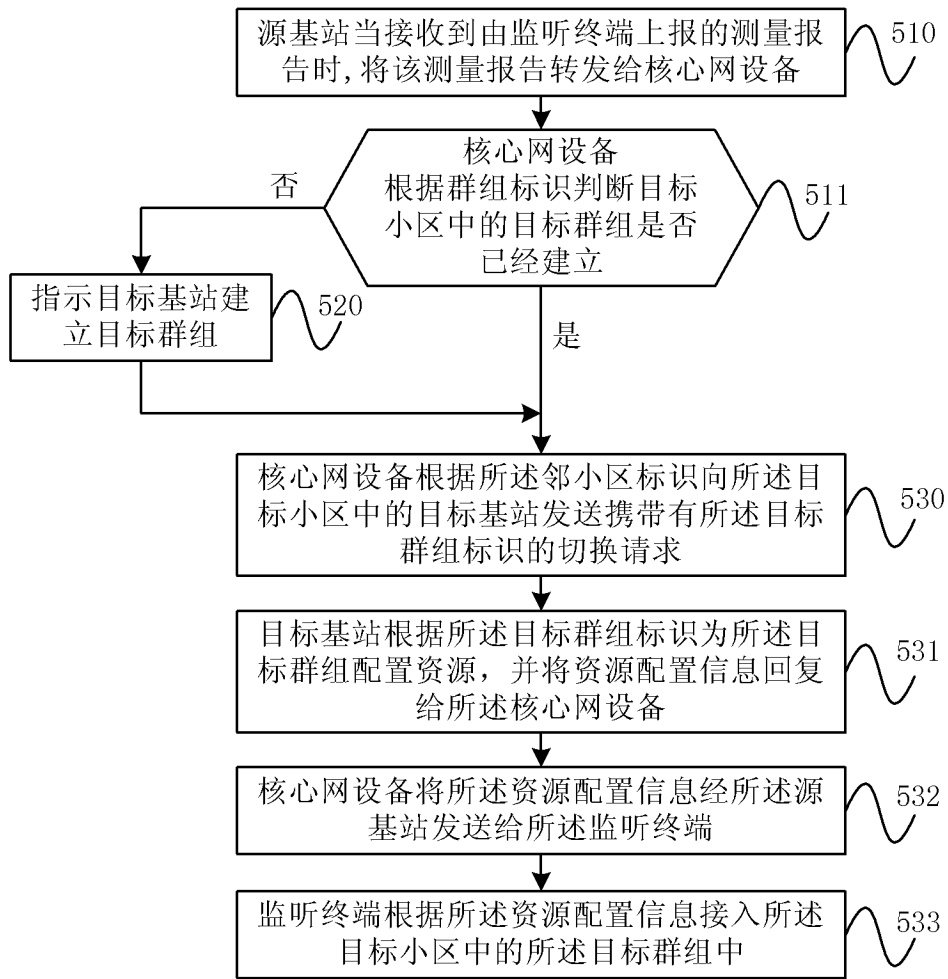 源基站当接收到由监听终端上报的测量报
告时,将该测量报告转发给核心网设备
510
核心网设备
根据群组标识判断目标
小区中的目标群组是否
已经建立
511
否
指示目标基站建
立目标群组
520
是
核心网设备根据所述邻小区标识向所述目
标小区中的目标基站发送携带有所述目标
群组标识的切换请求
530
目标基站根据所述目标群组标识为所述目
标群组配置资源，并将资源配置信息回复
给所述核心网设备
531
核心网设备将所述资源配置信息经所述源
基站发送给所述监听终端
532
监听终端根据所述资源配置信息接入所述
目标小区中的所述目标群组中
533